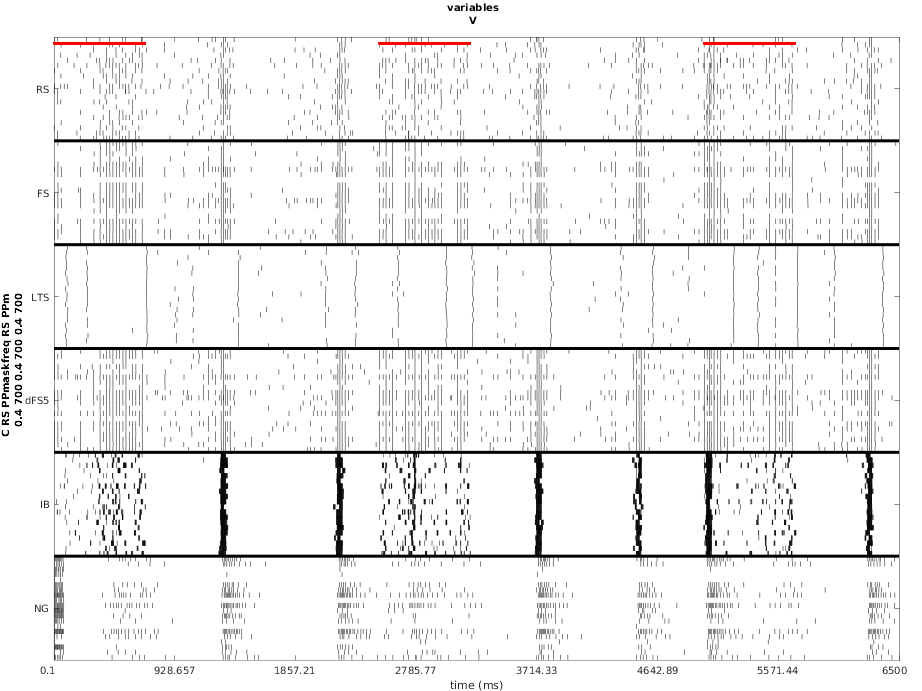 variables
V
C RS PPmaskfreq RS PPm
0.4 700 0.4 700 0.4 700
RS
FS
LTS
dFS5
IB
NG
0.1 928.657 1857.21 2785.77 3714.33 4642.89 5571.44 6500
time (ms)